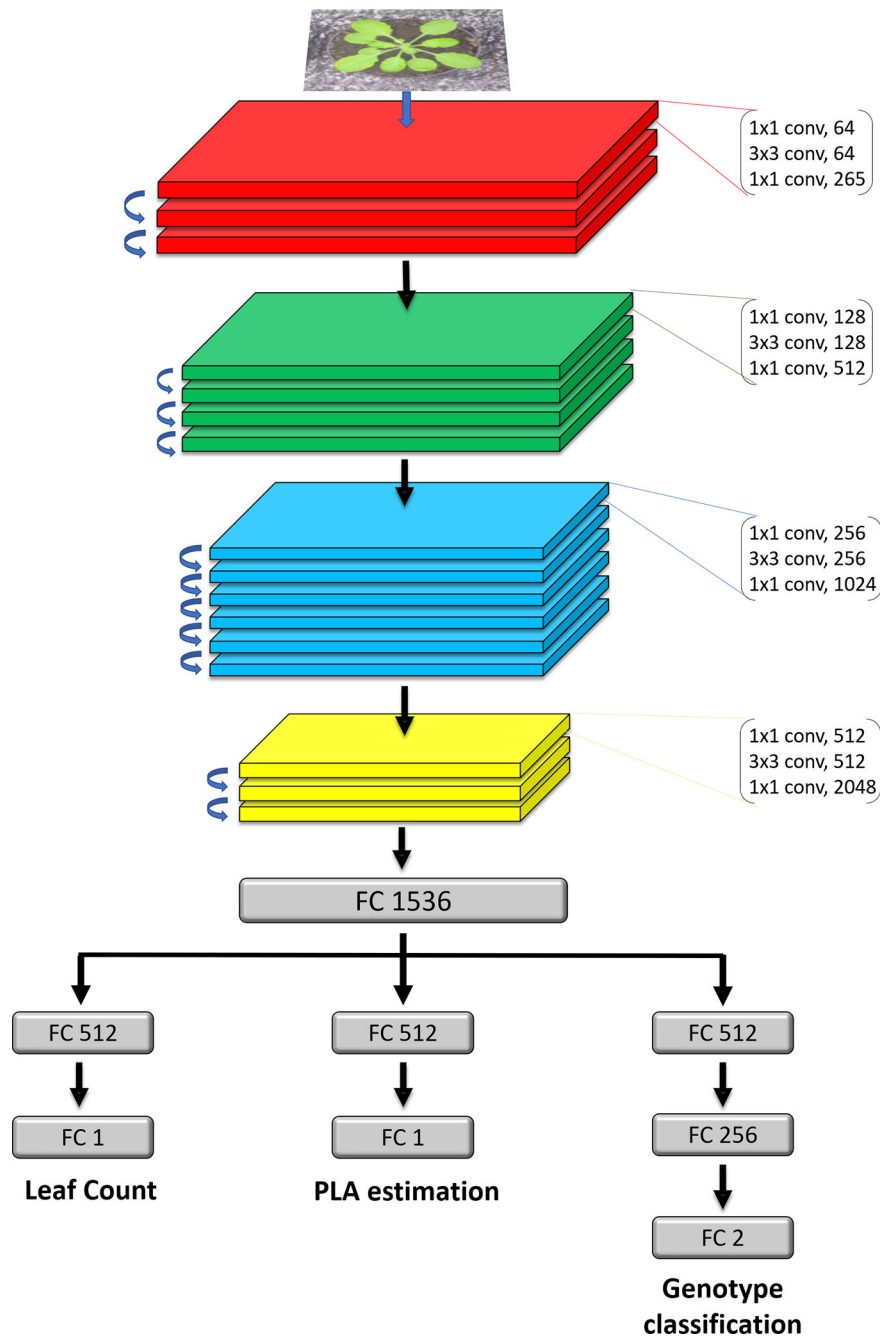 1x1 conv, 64
3x3 conv, 64
1x1 conv, 265
1x1 conv, 128
3x3 conv, 128
1x1 conv, 512
1x1 conv, 256
3x3 conv, 256
1x1 conv, 1024
1x1 conv, 512
3x3 conv, 512
1x1 conv, 2048
FC 1536
FC 512
FC 512
FC 512
FC 1
FC 1
FC 256
Leaf Count
PLA estimation
FC 2
Genotype
classification